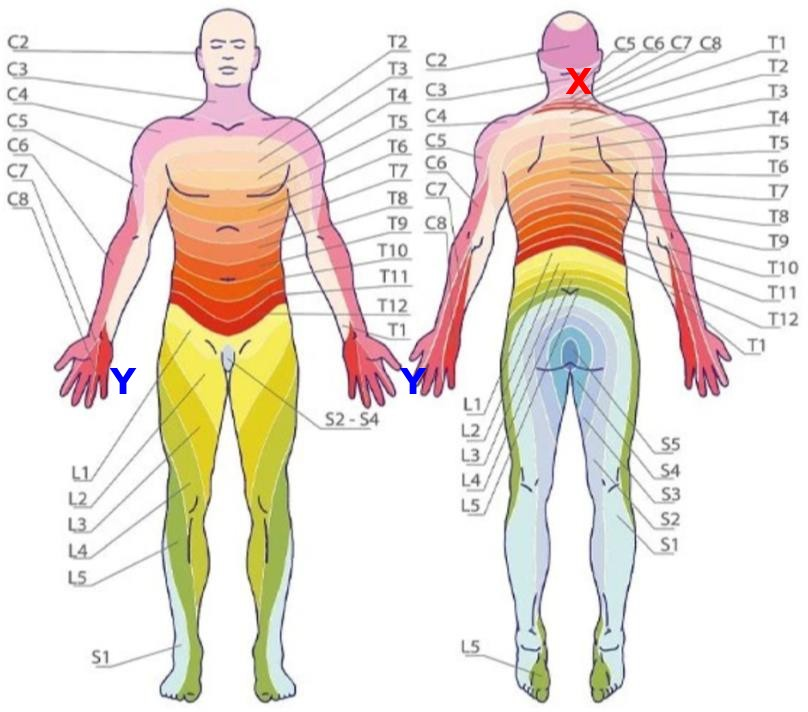 C2
C3
C4
C5
C6
C7
C8
T2
T3
T4
T5
T6
T7
T8
T9
T10
T11
T12
T1
Y
S2 - S4
L1
L2
L3
L4
L5
S1
C5 C6 C7 C8
C2
X
C3
C4
C5
C6
C7
C8
T1
T2
T3
T4
T5
T6
T7
T8
T9
T10
T11
T12
T1
Y
L1
L2
L3
L4
L5
S5
S4
S3
S2
S1
L5